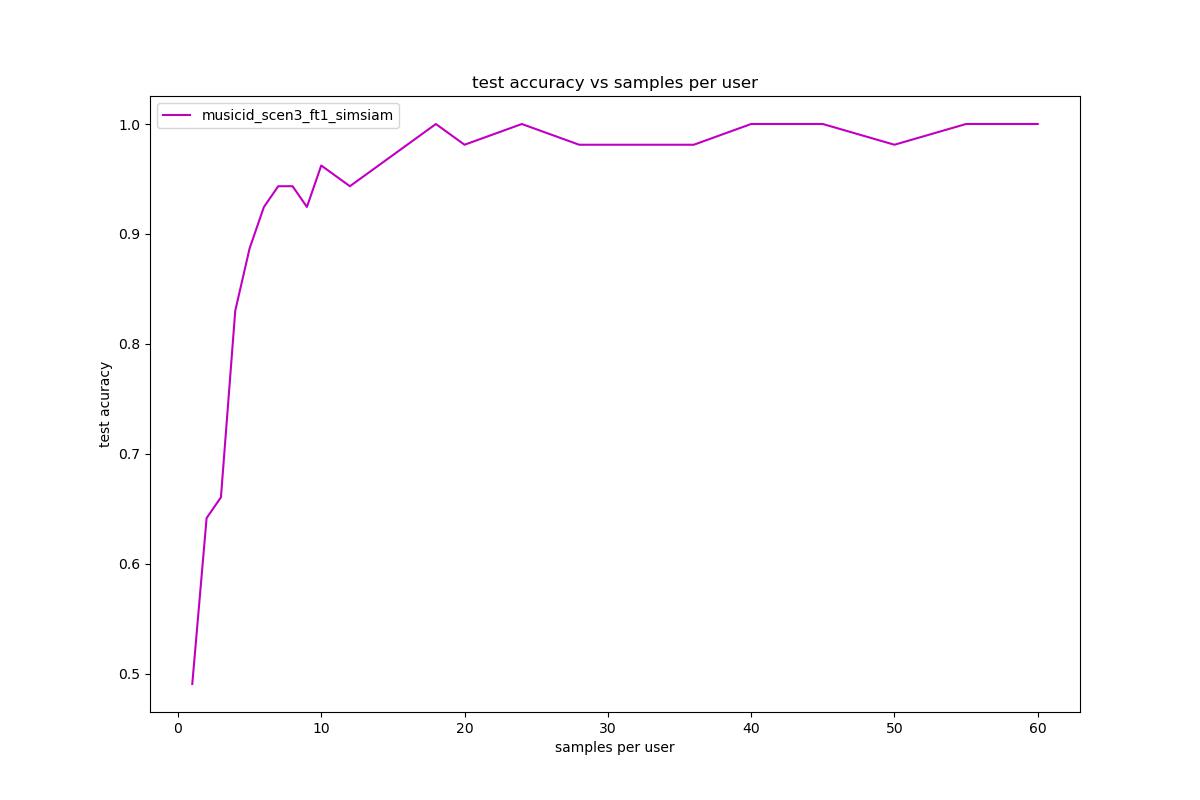 test accuracy vs samples per user
musicid_scen3_ft1_simsiam
1.0
0.9
0.8
0.7
0.6
0.5
test acuracy
0 10 20 30 40 50 60
samples per user